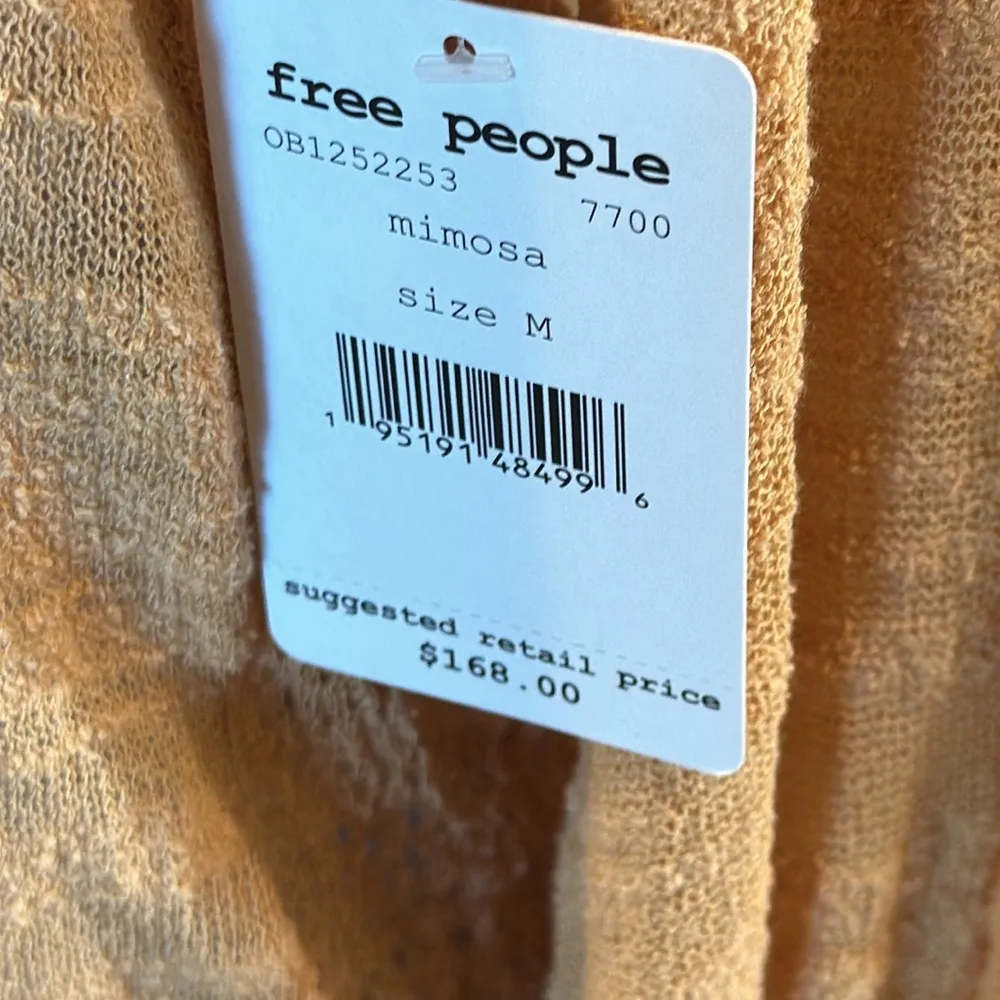 free people
OB1252253 7700
mimosa
size M
1 95191 48499 6
suggested retail price
$168.00